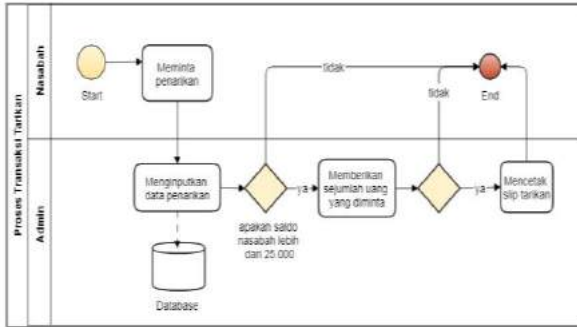 Proses Transaksi Tarikan
Nasabah
Start
Meminta
penarikan
tidak
tidak
End
Admin
Menginputkan
data penarikan
ya
Memberikan
sejumlah uang
yang diminta
ya
Mencetak
slip tarikan
apakah saldo
nasabah lebih
dari 25.000
Database